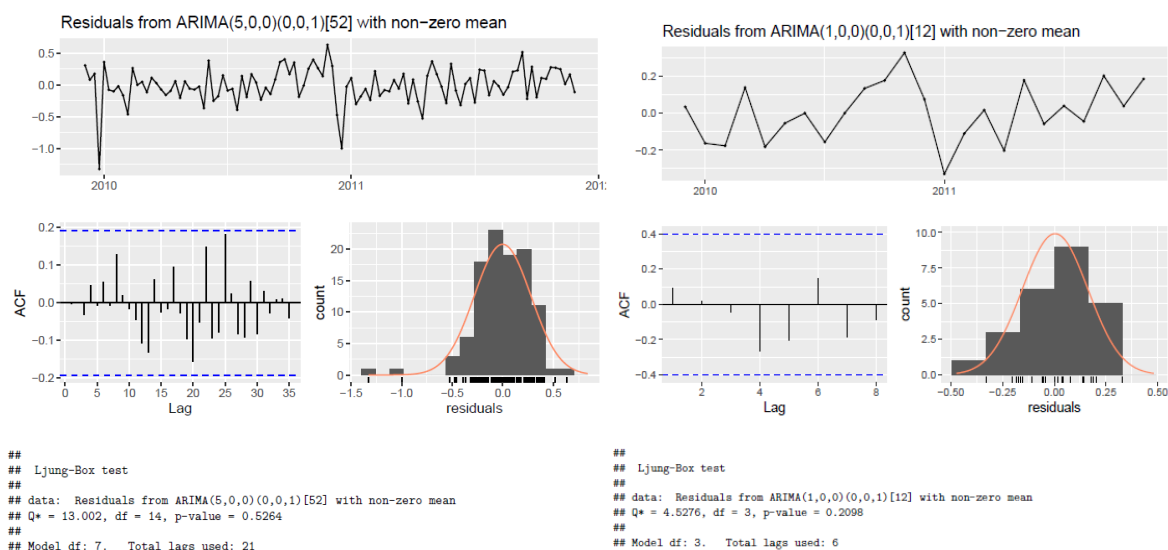 Residuals from ARIMA(5,0,0)(0,0,1)[52] with non-zero mean
0.5
0.0
−0.5
−1.0
2010
2011
201:
0.2
0.1
0.0
−0.1
−0.2
ACF
0 5 10 15 20 25 30 35
Lag
20
15
10
5
0
count
−1.5 −1.0 −0.5 0.0 0.5
residuals
##
## Ljung-Box test
##
## data: Residuals from ARIMA(5,0,0)(0,0,1)[52] with non-zero mean
## Q* = 13.002, df = 14, p-value = 0.5264
##
## Model df: 7. Total lags used: 21
Residuals from ARIMA(1,0,0)(0,0,1)[12] with non-zero mean
0.2
0.0
−0.2
2010
2011
0.4
0.2
0.0
−0.2
−0.4
ACF
2 4 6 8
Lag
10.0
7.5
5.0
2.5
0.0
count
−0.50 −0.25 0.00 0.25 0.50
residuals
##
## Ljung-Box test
##
## data: Residuals from ARIMA(1,0,0)(0,0,1)[12] with non-zero mean
## Q* = 4.5276, df = 3, p-value = 0.2098
##
## Model df: 3. Total lags used: 6